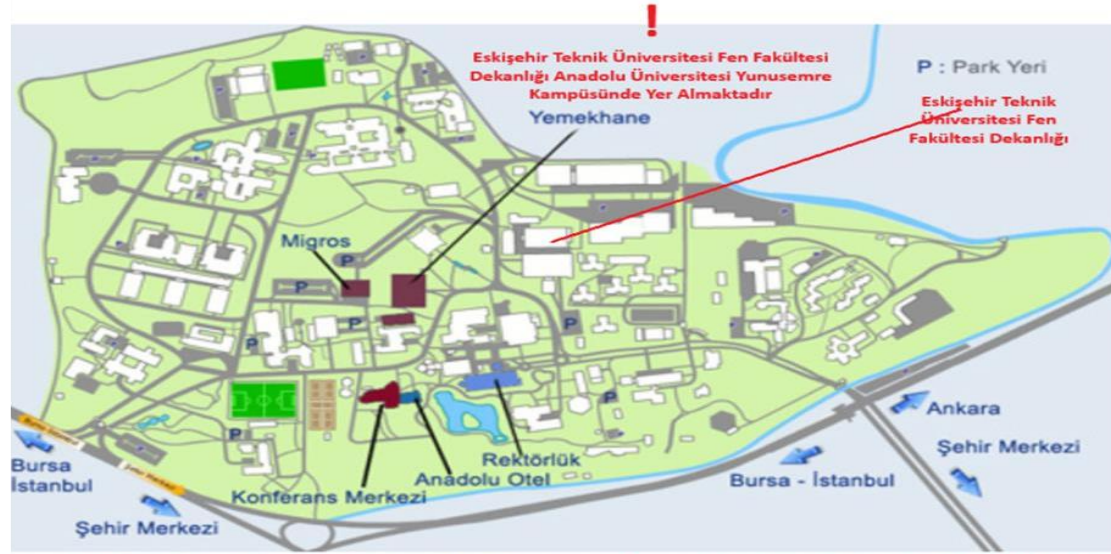 !
Eskişehir Teknik Üniversitesi Fen Fakültesi
Dekanlığı Anadolu Üniversitesi Yunusemre
Kampüsünde Yer Almaktadır
Yemekhane
P : Park Yeri
Eskişehir Teknik
Üniversitesi Fen
Fakültesi Dekanlığı
Migros
P
P
P
P
P
P
P
Ankara
Şehir Merkezi
Bursa
İstanbul
Şehir Merkezi
Konferans Merkezi
Anadolu Otel
Rektörlük
Bursa - İstanbul